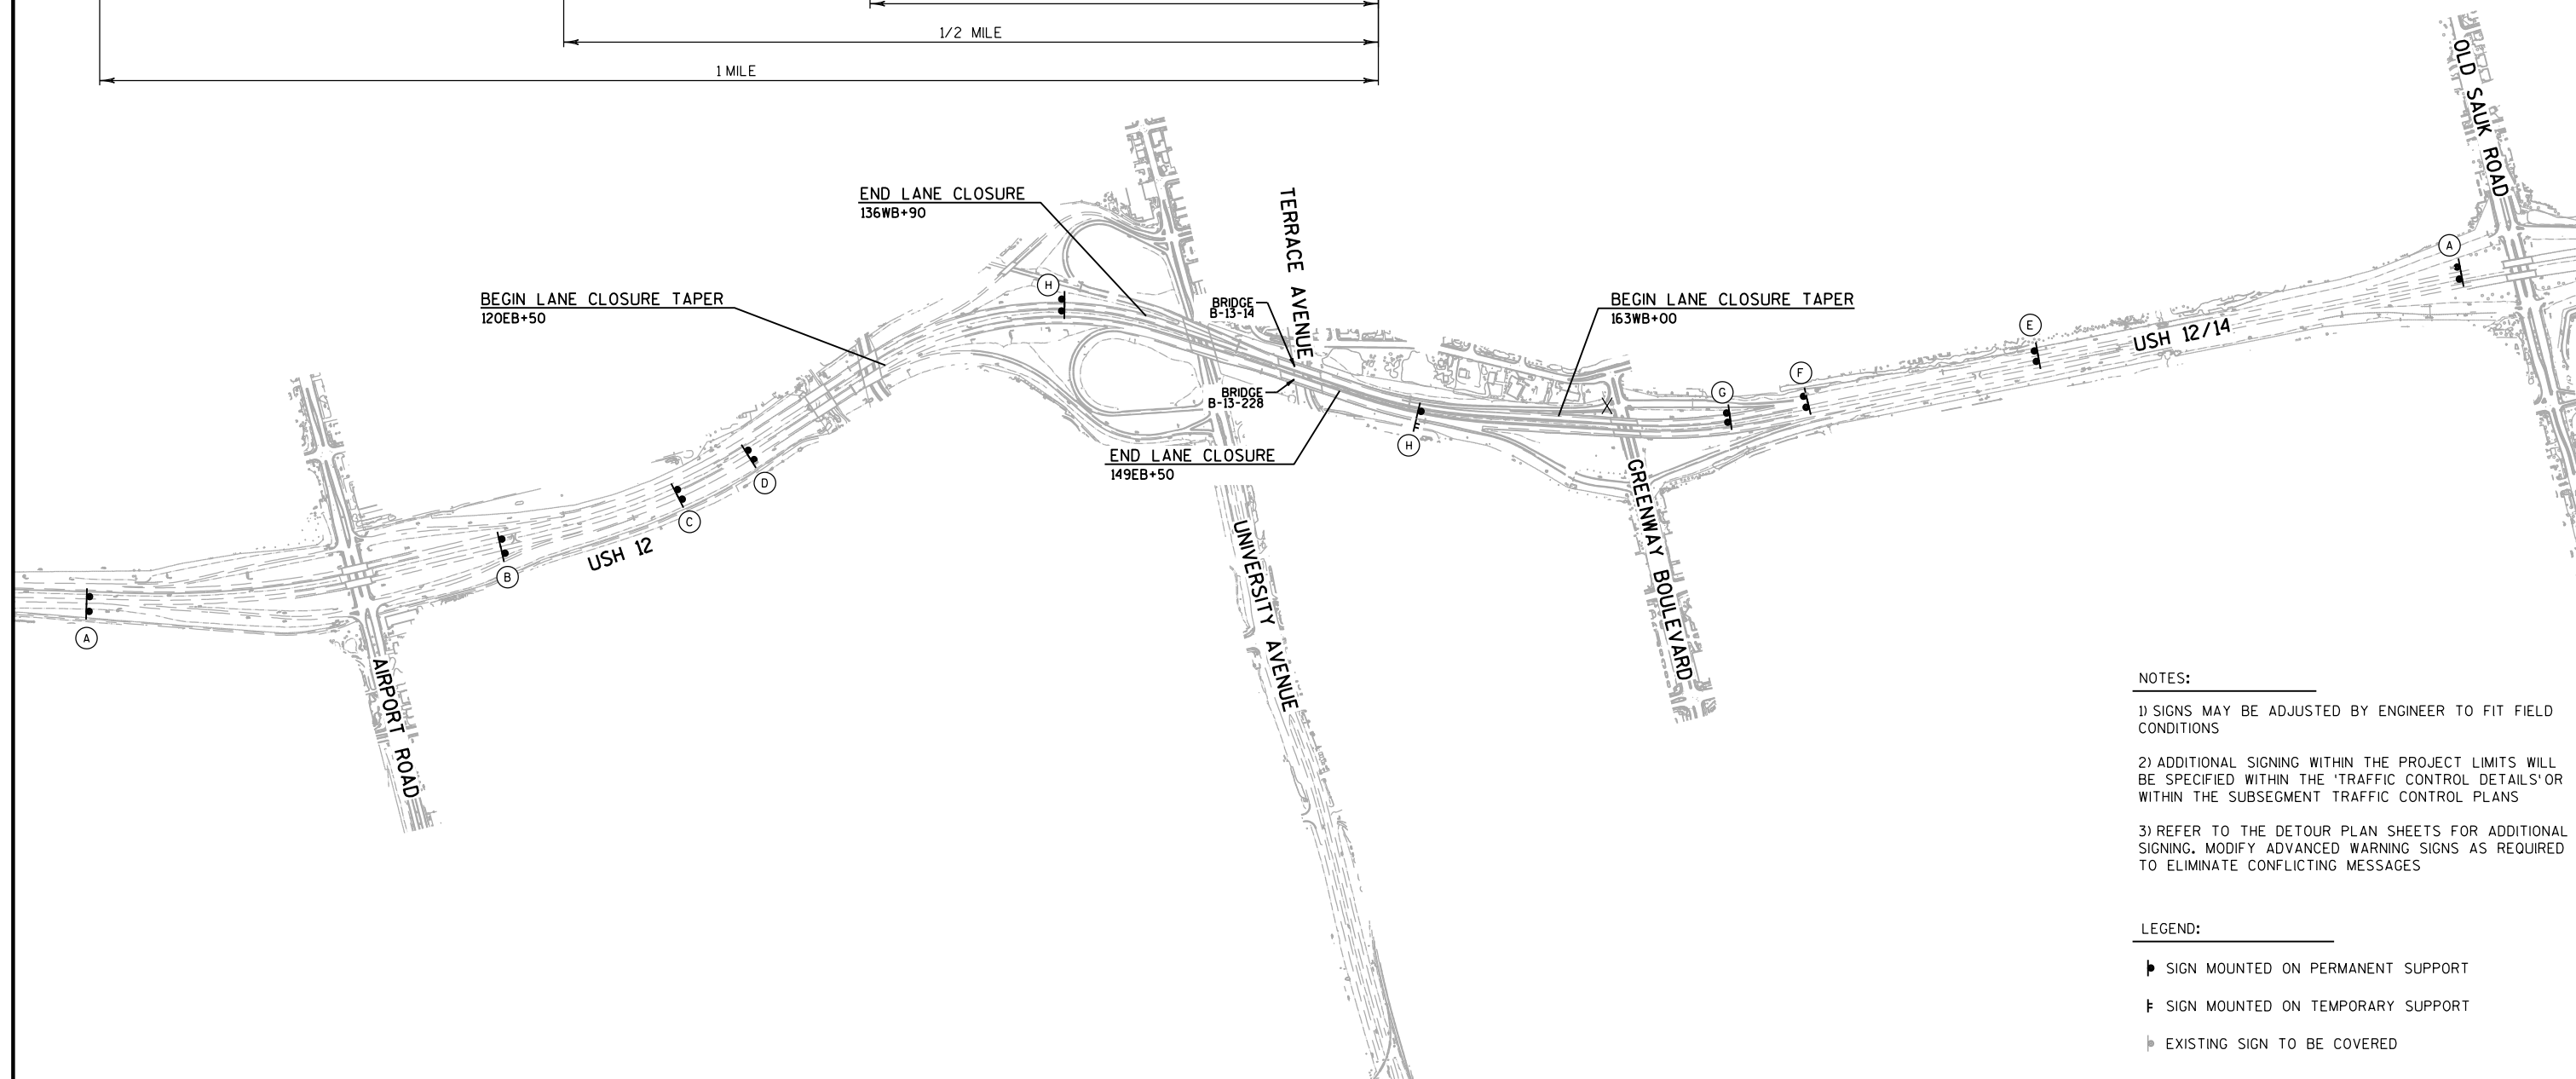 1/2 MILE
1 MILE
OLD SAUK ROAD
END LANE CLOSURE
136WB+90
TERRACE AVENUE
BEGIN LANE CLOSURE TAPER
120EB+50
H
BRIDGE
B-13-14
BEGIN LANE CLOSURE TAPER
163WB+00
A
E
USH 12/14
F
G
BRIDGE
B-13-228
H
END LANE CLOSURE
149EB+50
D
C
B
USH 12
A
AIRPORT ROAD
UNIVERSITY AVENUE
GREENWAY BOULEVARD
NOTES:
1) SIGNS MAY BE ADJUSTED BY ENGINEER TO FIT FIELD
CONDITIONS
2) ADDITIONAL SIGNING WITHIN THE PROJECT LIMITS WILL
BE SPECIFIED WITHIN THE 'TRAFFIC CONTROL DETAILS' OR
WITHIN THE SUBSEGMENT TRAFFIC CONTROL PLANS
3) REFER TO THE DETOUR PLAN SHEETS FOR ADDITIONAL
SIGNING. MODIFY ADVANCED WARNING SIGNS AS REQUIRED
TO ELIMINATE CONFLICTING MESSAGES
LEGEND:
SIGN MOUNTED ON PERMANENT SUPPORT
SIGN MOUNTED ON TEMPORARY SUPPORT
EXISTING SIGN TO BE COVERED